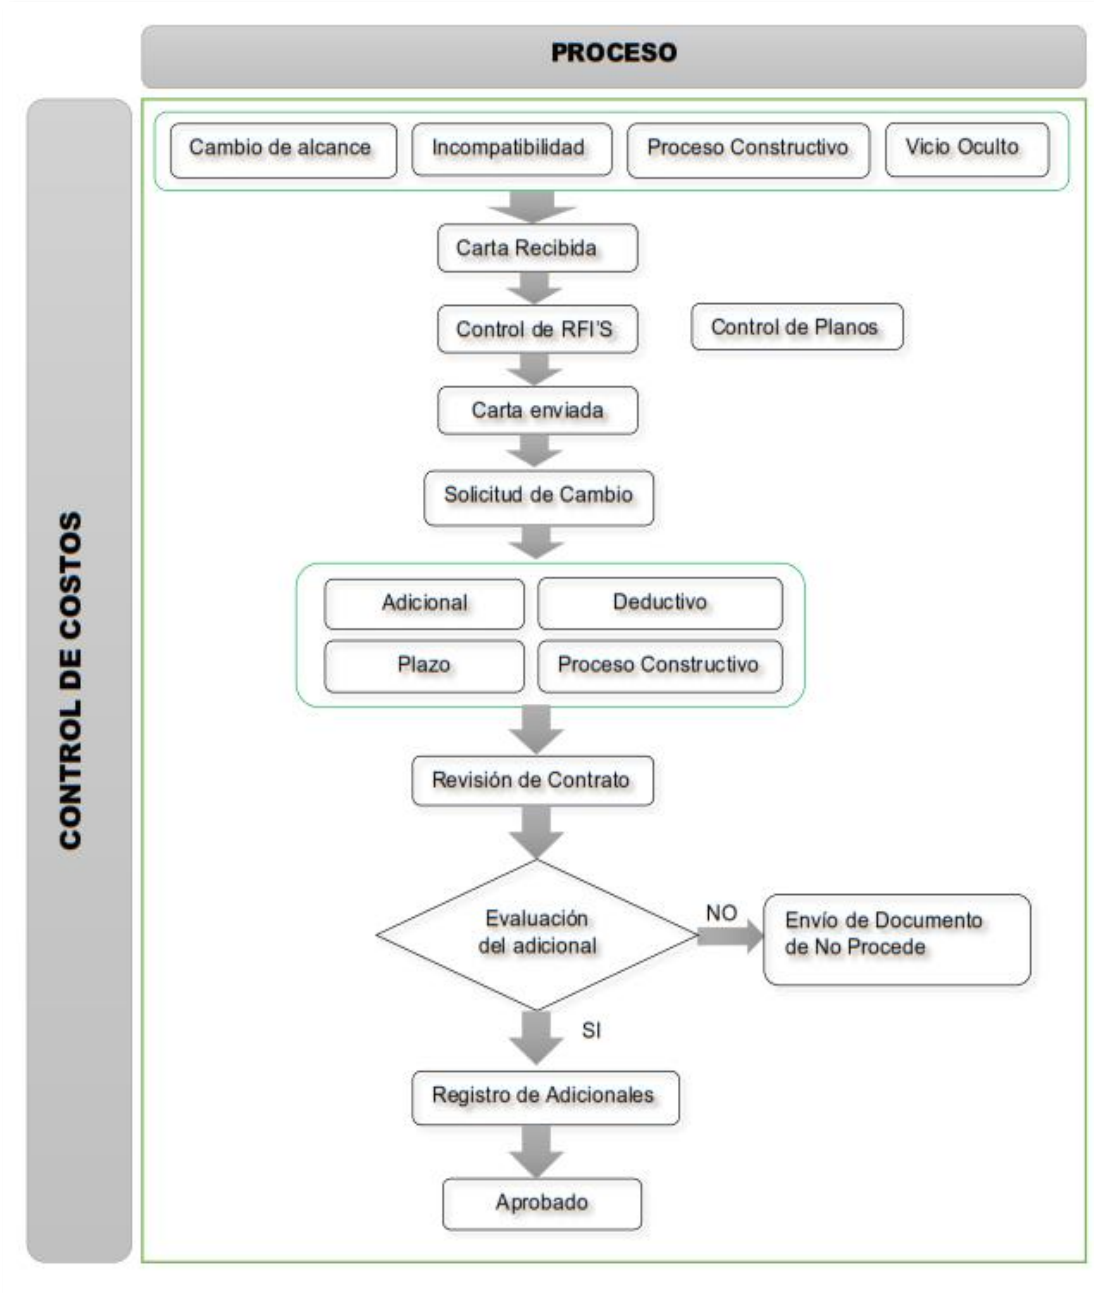 PROCESO
CONTROL DE COSTOS
Cambio de alcance
Incompatibilidad
Proceso Constructivo
Vicio Oculto
Carta Recibida
Control de RFI'S
Control de Planos
Carta enviada
Solicitud de Cambio
Adicional
Deductivo
Plazo
Proceso Constructivo
Revisión de Contrato
Evaluación
del adicional
NO
Envío de Documento
de No Procede
SI
Registro de Adicionales
Aprobado